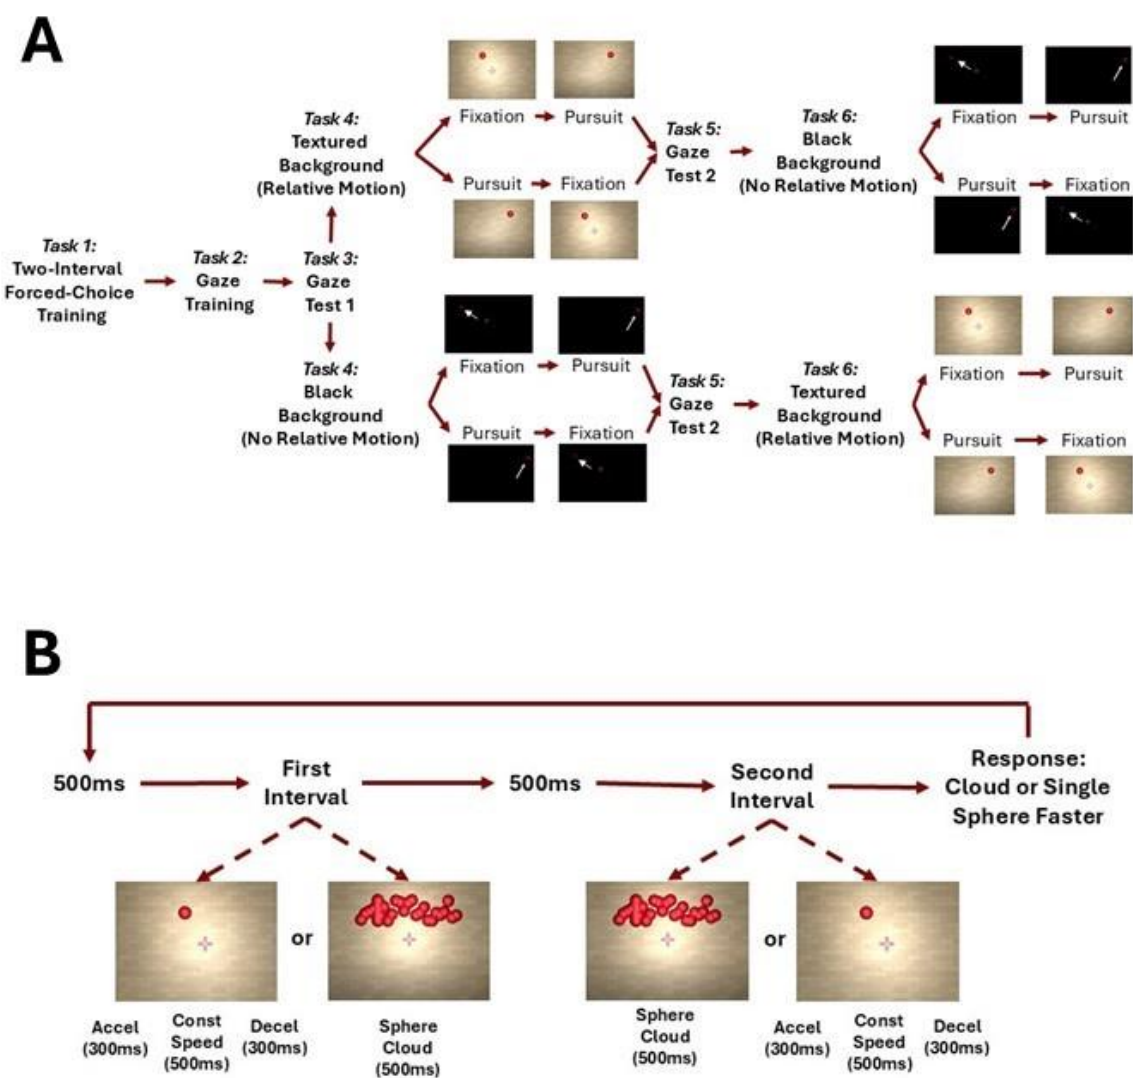 A
Task 1:
Two-Interval
Forced-Choice
Training
Task 2:
Gaze
Training
Task 3:
Gaze
Test 1
Task 4:
Textured
Background
(Relative Motion)
Fixation
Pursuit
Pursuit
Fixation
Task 5:
Gaze
Test 2
Task 6:
Black
Background
(No Relative Motion)
Fixation
Pursuit
Pursuit
Fixation
Task 4:
Black
Background
(No Relative Motion)
Fixation
Pursuit
Pursuit
Fixation
Task 5:
Gaze
Test 2
Task 6:
Textured
Background
(Relative Motion)
Fixation
Pursuit
Pursuit
Fixation
B
500ms
First
Interval
500ms
Second
Interval
Response:
Cloud or Single
Sphere Faster
or
or
Accel
(300ms)
Const
Speed
(500ms)
Decel
(300ms)
Sphere
Cloud
(500ms)
Sphere
Cloud
(500ms)
Accel
(300ms)
Const
Speed
(500ms)
Decel
(300ms)